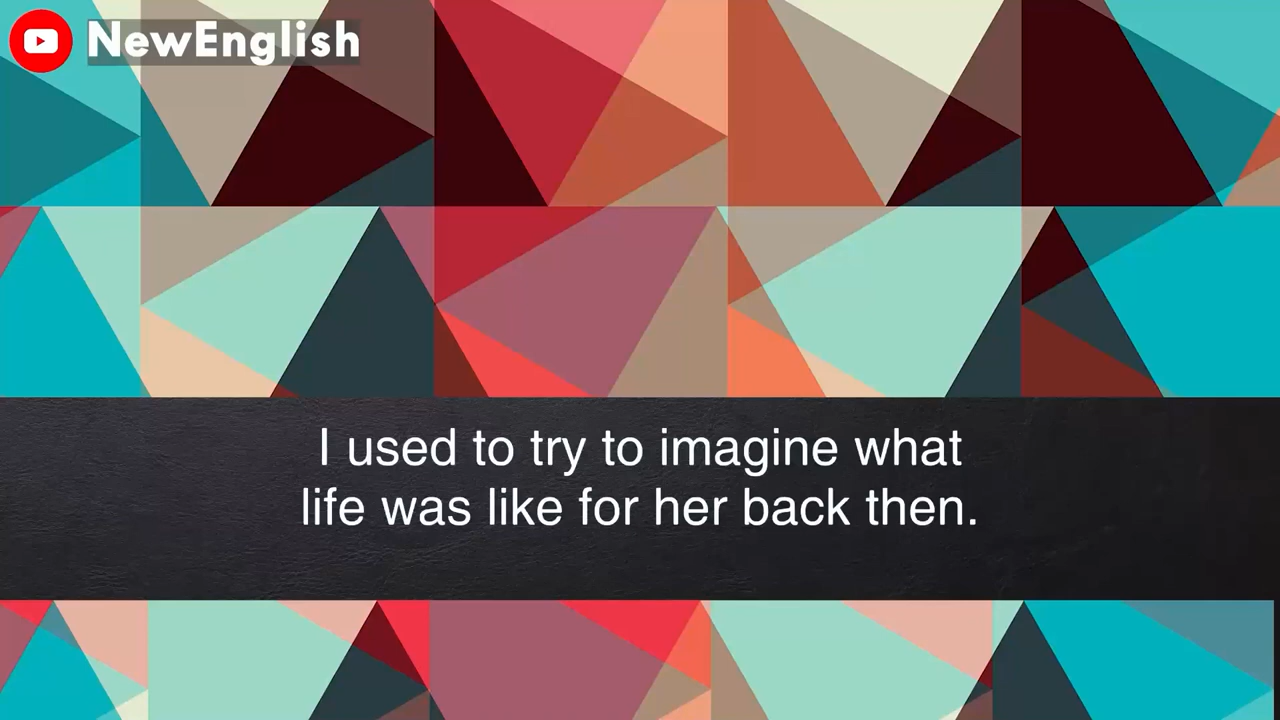 NewEnglish
I used to try to imagine what
life was like for her back then.